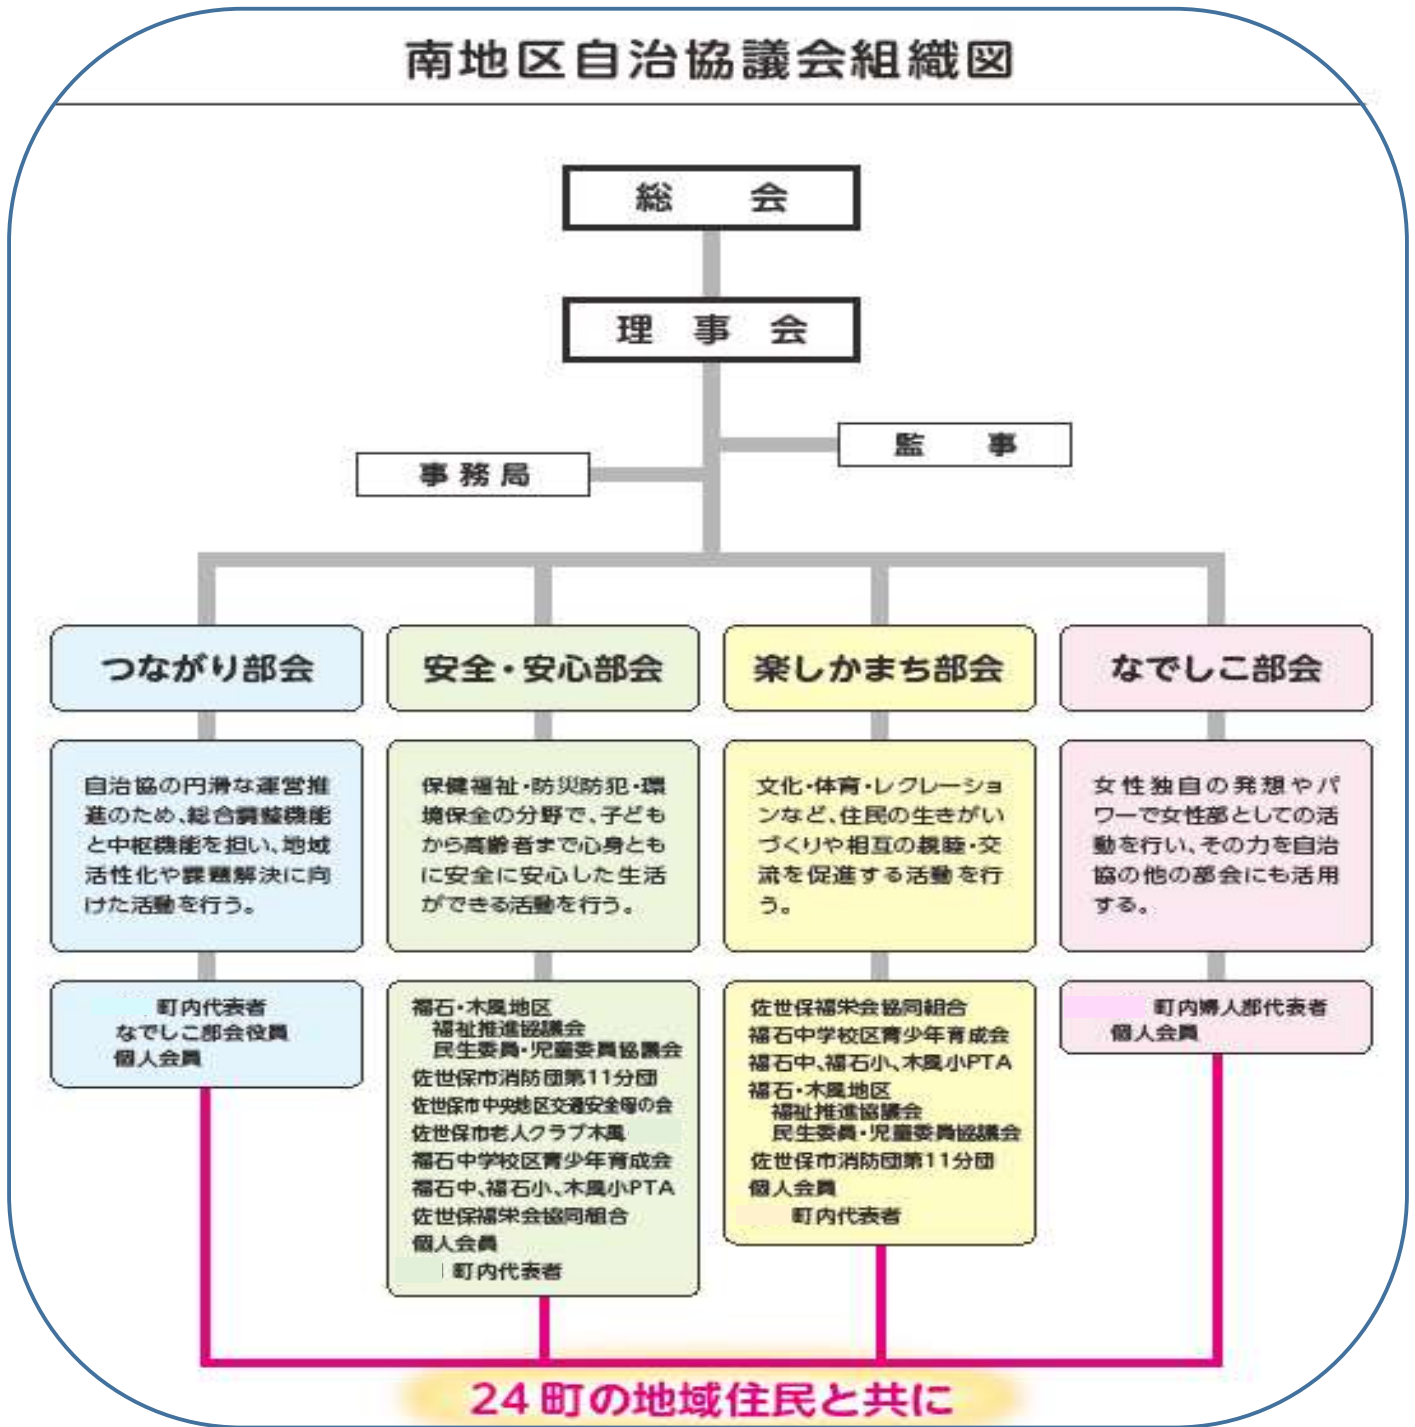 南地区自治協議会組織図
総　会
理 事 会
監　事
事務局
つながり部会
自治協の円滑な運営推
進のため、総合調整機能
と中枢機能を担い、地域
活性化や課題解決に向
けた活動を行う。
町内代表者
なでしこ部会役員
個人会員
安全・安心部会
保健福祉・防災防犯・環
境保全の分野で、子ども
から高齢者まで心身とも
に安全に安心した生活
ができる活動を行う。
福石・木風地区
福祉推進協議会
民生委員・児童委員協議会
佐世保市消防団第11分団
佐世保市中央地区交通安全母の会
佐世保市老人クラブ木風
福石中学校区青少年育成会
福石中、福石小、木風小PTA
佐世保福栄会協同組合
個人会員
町内代表者
楽しかまち部会
文化・体育・レクレーショ
ンなど、住民の生きがい
づくりや相互の親睦・交
流を促進する活動を行
う。
佐世保福栄会協同組合
福石中学校区青少年育成会
福石中、福石小、木風小PTA
福石・木風地区
福祉推進協議会
民生委員・児童委員協議会
佐世保市消防団第11分団
個人会員
町内代表者
なでしこ部会
女性独自の発想やパ
ワーで女性部としての活
動を行い、その力を自治
協の他の部会にも活用
する。
町内婦人部代表者
個人会員
24町の地域住民と共に